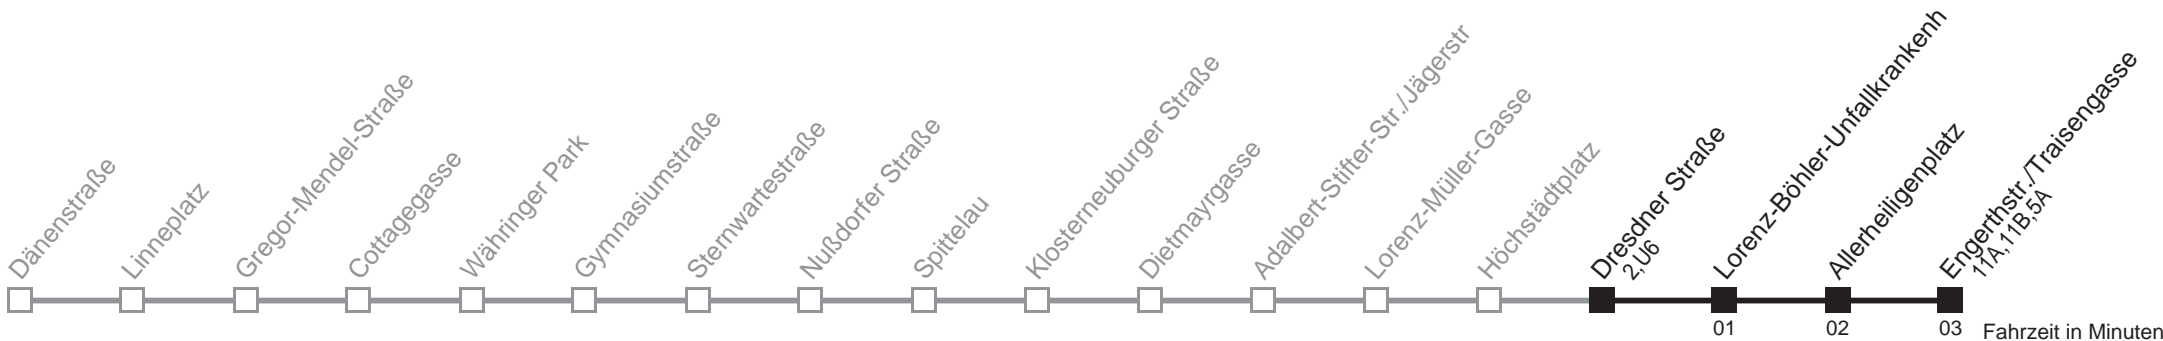 Dänenstraße
Linneplatz
Gregor-Mendel-Straße
Cottagegasse
Währinger Park
Gymnasiumstraße
Sternwartestraße
Nußdorfer Straße
Spittelau
Klosterneuburger Straße
Dietmayrgasse
Adalbert-Stifter-Str./Jägerstr
Lorenz-Müller-Gasse
Höchstädtplatz
Dresdner Straße
2,U6
Lorenz-Böhler-Unfallkrankenh
Allerheiligenplatz
Engerthstr./Traisengasse
11A,11B,5A
01
02
03
Fahrzeit in Minuten